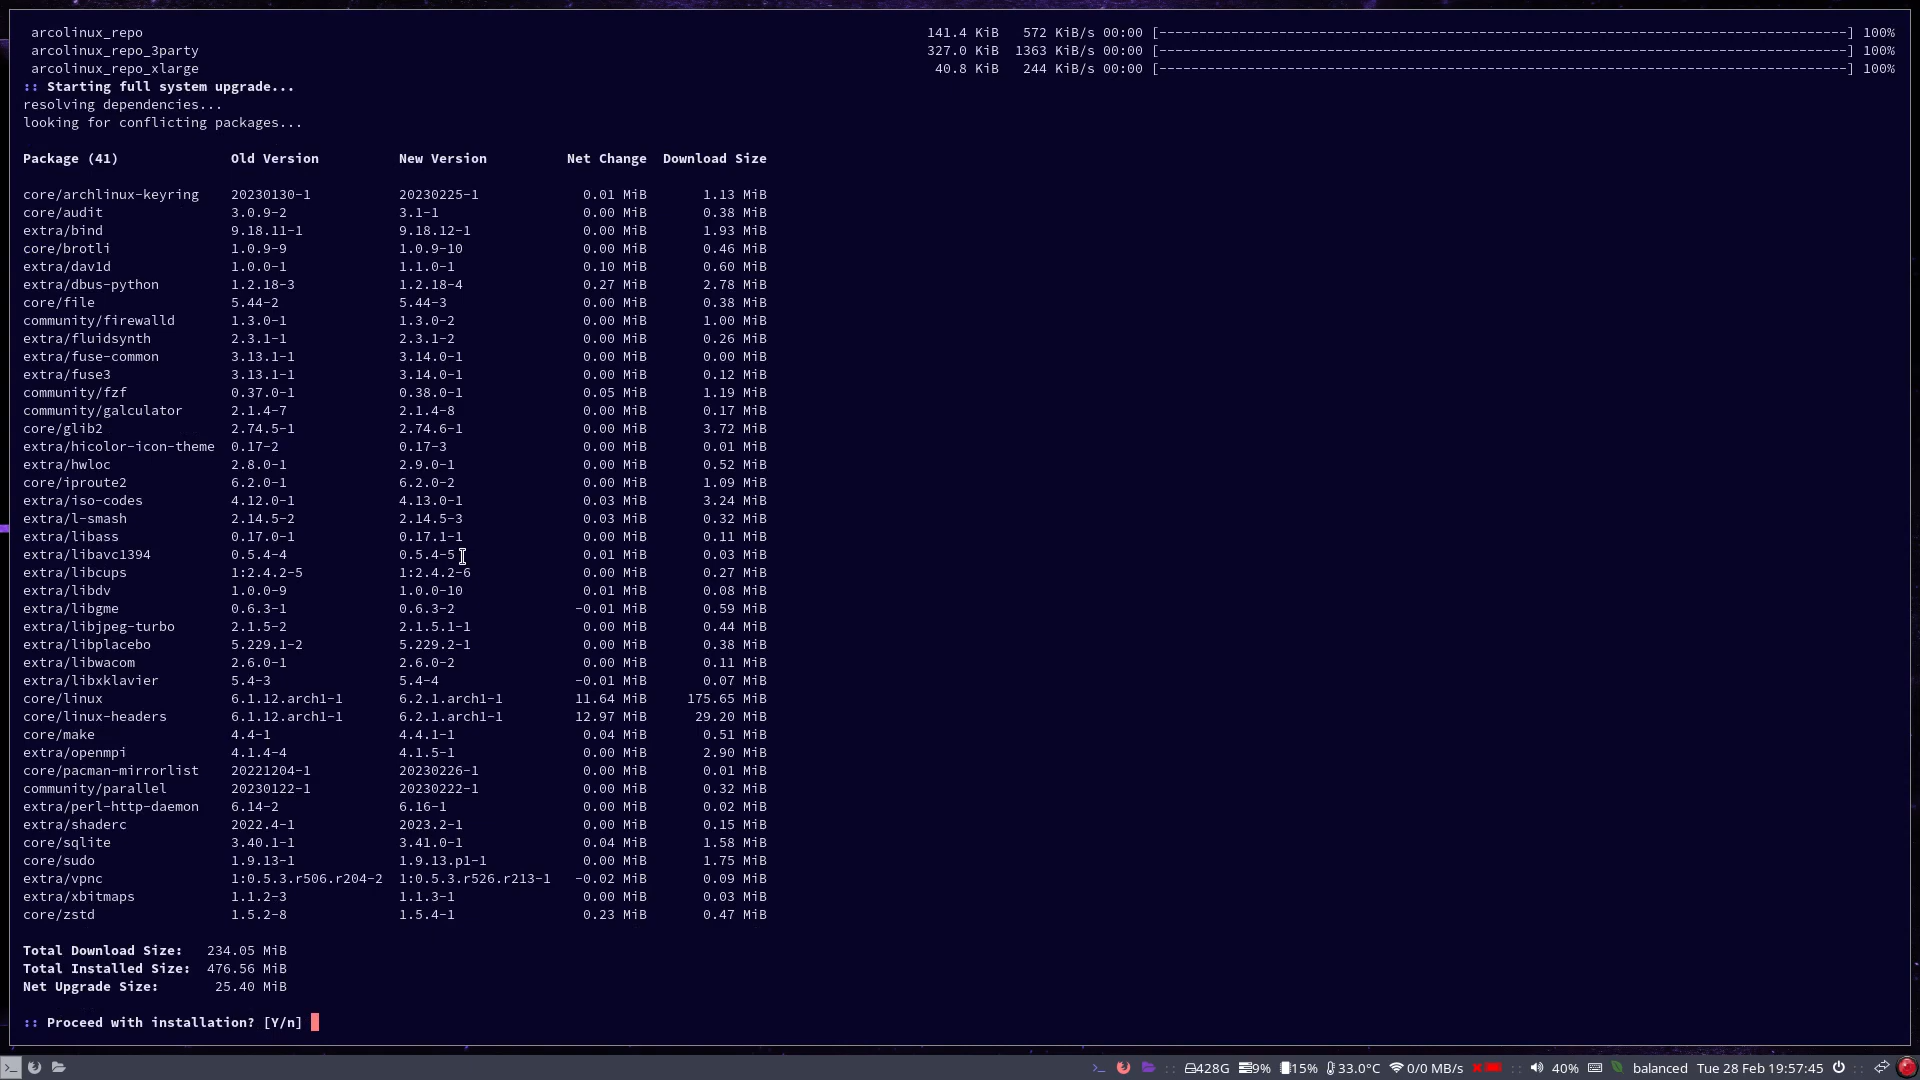 arcolinux_repo 141.4 KiB 572 KiB/s 00:00 [--------------------------------------------------------------------------------------] 100%
arcolinux_repo_3party 327.0 KiB 1363 KiB/s 00:00 [--------------------------------------------------------------------------------------] 100%
arcolinux_repo_xlarge 40.8 KiB 244 KiB/s 00:00 [--------------------------------------------------------------------------------------] 100%
:: Starting full system upgrade...
resolving dependencies...
looking for conflicting packages...
Package (41) Old Version New Version Net Change Download Size
core/archlinux-keyring 20230130-1 20230225-1 0.01 MiB 1.13 MiB
core/audit 3.0.9-2 3.1-1 0.00 MiB 0.38 MiB
extra/bind 9.18.11-1 9.18.12-1 0.00 MiB 1.93 MiB
core/brotli 1.0.9-9 1.0.9-10 0.00 MiB 0.46 MiB
extra/dav1d 1.0.0-1 1.1.0-1 0.10 MiB 0.60 MiB
extra/dbus-python 1.2.18-3 1.2.18-4 0.27 MiB 2.78 MiB
core/file 5.44-2 5.44-3 0.00 MiB 0.38 MiB
community/firewalld 1.3.0-1 1.3.0-2 0.00 MiB 1.00 MiB
extra/fluidsynth 2.3.1-1 2.3.1-2 0.00 MiB 0.26 MiB
extra/fuse-common 3.13.1-1 3.14.0-1 0.00 MiB 0.00 MiB
extra/fuse3 3.13.1-1 3.14.0-1 0.00 MiB 0.12 MiB
community/fzf 0.37.0-1 0.38.0-1 0.05 MiB 1.19 MiB
community/galculator 2.1.4-7 2.1.4-8 0.00 MiB 0.17 MiB
core/glib2 2.74.5-1 2.74.6-1 0.00 MiB 3.72 MiB
extra/hicolor-icon-theme 0.17-2 0.17-3 0.00 MiB 0.01 MiB
extra/hwloc 2.8.0-1 2.9.0-1 0.00 MiB 0.52 MiB
core/iproute2 6.2.0-1 6.2.0-2 0.00 MiB 1.09 MiB
extra/iso-codes 4.12.0-1 4.13.0-1 0.03 MiB 3.24 MiB
extra/l-smash 2.14.5-2 2.14.5-3 0.03 MiB 0.32 MiB
extra/libass 0.17.0-1 0.17.1-1 0.00 MiB 0.11 MiB
extra/libavc1394 0.5.4-4 0.5.4-5 0.01 MiB 0.03 MiB
extra/libcups 1:2.4.2-5 1:2.4.2-6 0.00 MiB 0.27 MiB
extra/libdv 1.0.0-9 1.0.0-10 0.01 MiB 0.08 MiB
extra/libgme 0.6.3-1 0.6.3-2 -0.01 MiB 0.59 MiB
extra/libjpeg-turbo 2.1.5-2 2.1.5.1-1 0.00 MiB 0.44 MiB
extra/libplacebo 5.229.1-2 5.229.2-1 0.00 MiB 0.38 MiB
extra/libwacom 2.6.0-1 2.6.0-2 0.00 MiB 0.11 MiB
extra/libxklavier 5.4-3 5.4-4 -0.01 MiB 0.07 MiB
core/linux 6.1.12.arch1-1 6.2.1.arch1-1 11.64 MiB 175.65 MiB
core/linux-headers 6.1.12.arch1-1 6.2.1.arch1-1 12.97 MiB 29.20 MiB
core/make 4.4-1 4.4.1-1 0.04 MiB 0.51 MiB
extra/openmpi 4.1.4-4 4.1.5-1 0.00 MiB 2.90 MiB
core/pacman-mirrorlist 20221204-1 20230226-1 0.00 MiB 0.01 MiB
community/parallel 20230122-1 20230222-1 0.00 MiB 0.32 MiB
extra/perl-http-daemon 6.14-2 6.16-1 0.00 MiB 0.02 MiB
extra/shaderc 2022.4-1 2023.2-1 0.00 MiB 0.15 MiB
core/sqlite 3.40.1-1 3.41.0-1 0.04 MiB 1.58 MiB
core/sudo 1.9.13-1 1.9.13.p1-1 0.00 MiB 1.75 MiB
extra/vpnc 1:0.5.3.r506.r204-2 1:0.5.3.r526.r213-1 -0.02 MiB 0.09 MiB
extra/xbitmaps 1.1.2-3 1.1.3-1 0.00 MiB 0.03 MiB
core/zstd 1.5.2-8 1.5.4-1 0.23 MiB 0.47 MiB
Total Download Size: 234.05 MiB
Total Installed Size: 476.56 MiB
Net Upgrade Size: 25.40 MiB
:: Proceed with installation? [Y/n]
428G 9% 15% 33.0°C 0/0 MB/s 40% balanced Tue 28 Feb 19:57:45